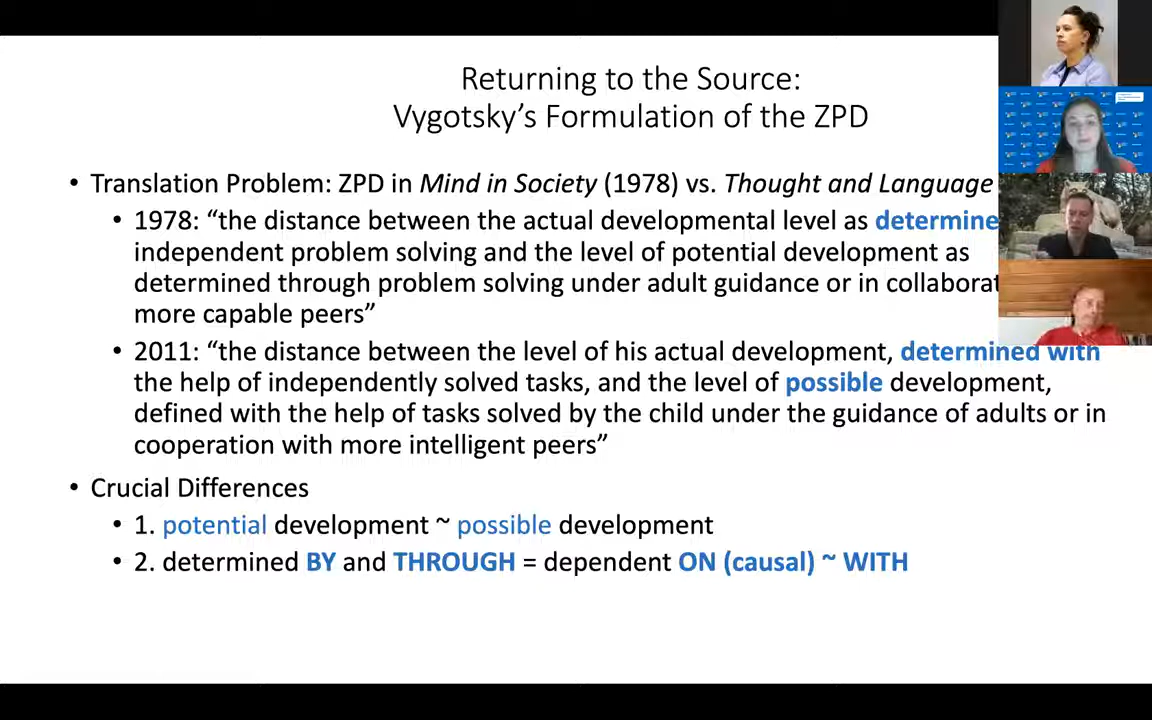 Returning to the Source:
Vygotsky's Formulation of the ZPD
• Translation Problem: ZPD in Mind in Society (1978) vs. Thought and Language
• 1978: “the distance between the actual developmental level as determine
independent problem solving and the level of potential development as
determined through problem solving under adult guidance or in collaborat
more capable peers”
• 2011: “the distance between the level of his actual development, determined with
the help of independently solved tasks, and the level of possible development,
defined with the help of tasks solved by the child under the guidance of adults or in
cooperation with more intelligent peers”
• Crucial Differences
• 1. potential development ~ possible development
• 2. determined BY and THROUGH = dependent ON (causal) ~ WITH